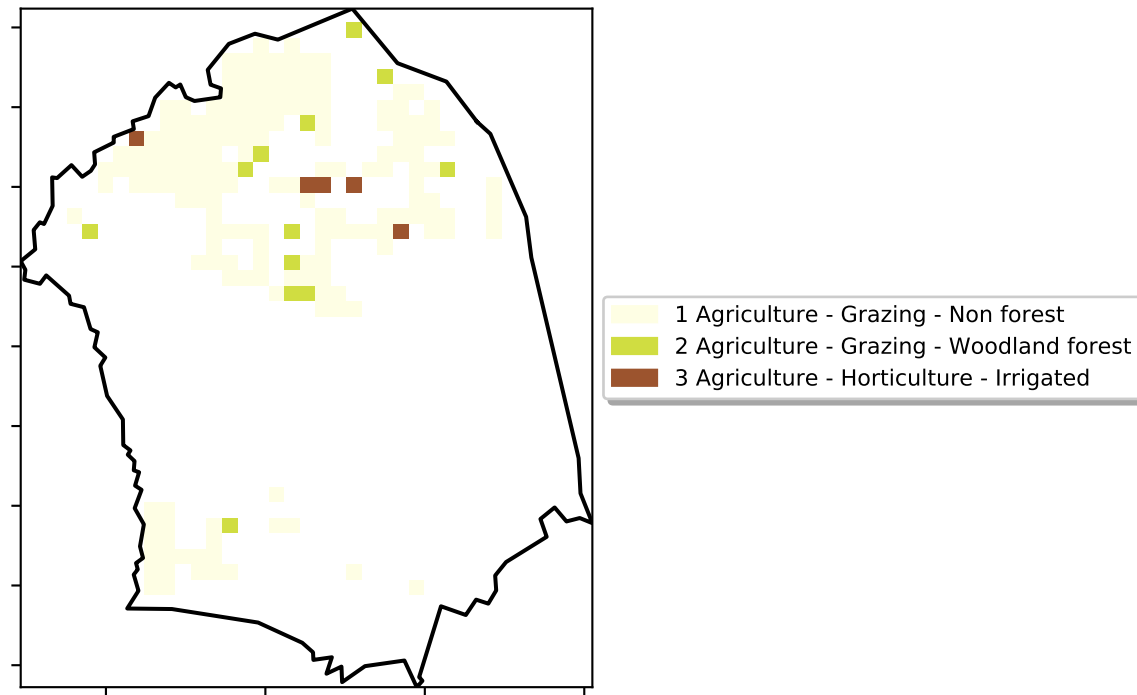 1 Agriculture - Grazing - Non forest
2 Agriculture - Grazing - Woodland forest
3 Agriculture - Horticulture - Irrigated